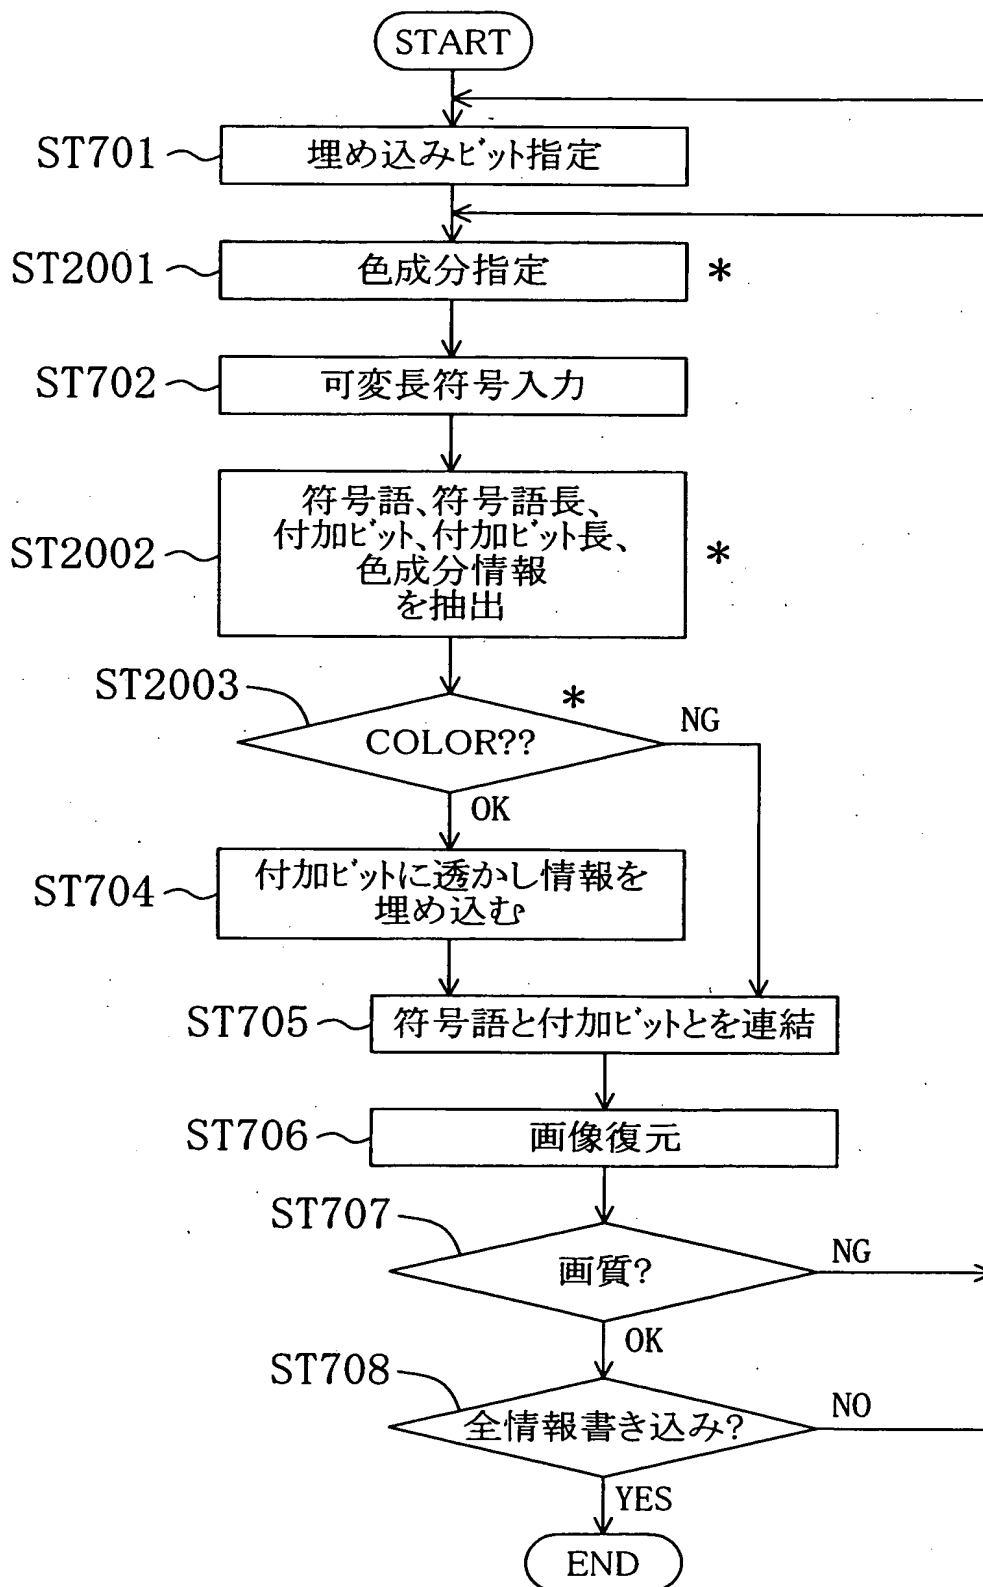 START
ST701
埋め込みビット指定
ST2001
色成分指定
*
ST702
可変長符号入力
ST2002
符号語、符号語長、
付加ビット、付加ビット長、
色成分情報
を抽出
*
ST2003
*
COLOR??
NG
OK
ST704
付加ビットに透かし情報を
埋め込む
ST705
符号語と付加ビットとを連結
ST706
画像復元
ST707
画質?
NG
OK
ST708
全情報書き込み?
NO
YES
END